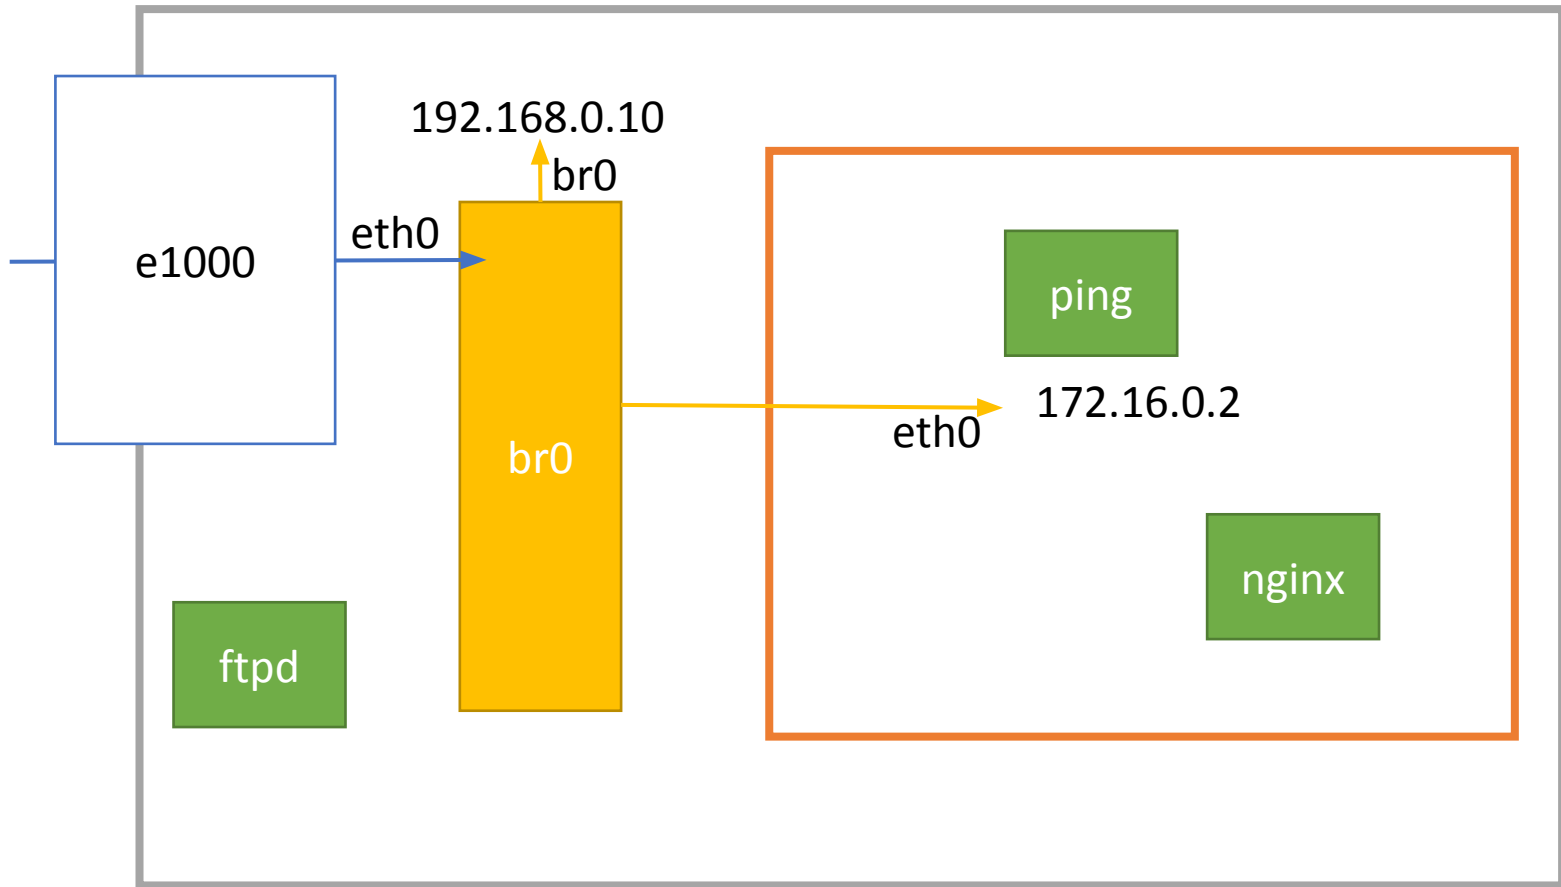 192.168.0.10
br0
eth0
e1000
ping
172.16.0.2
eth0
br0
nginx
ftpd